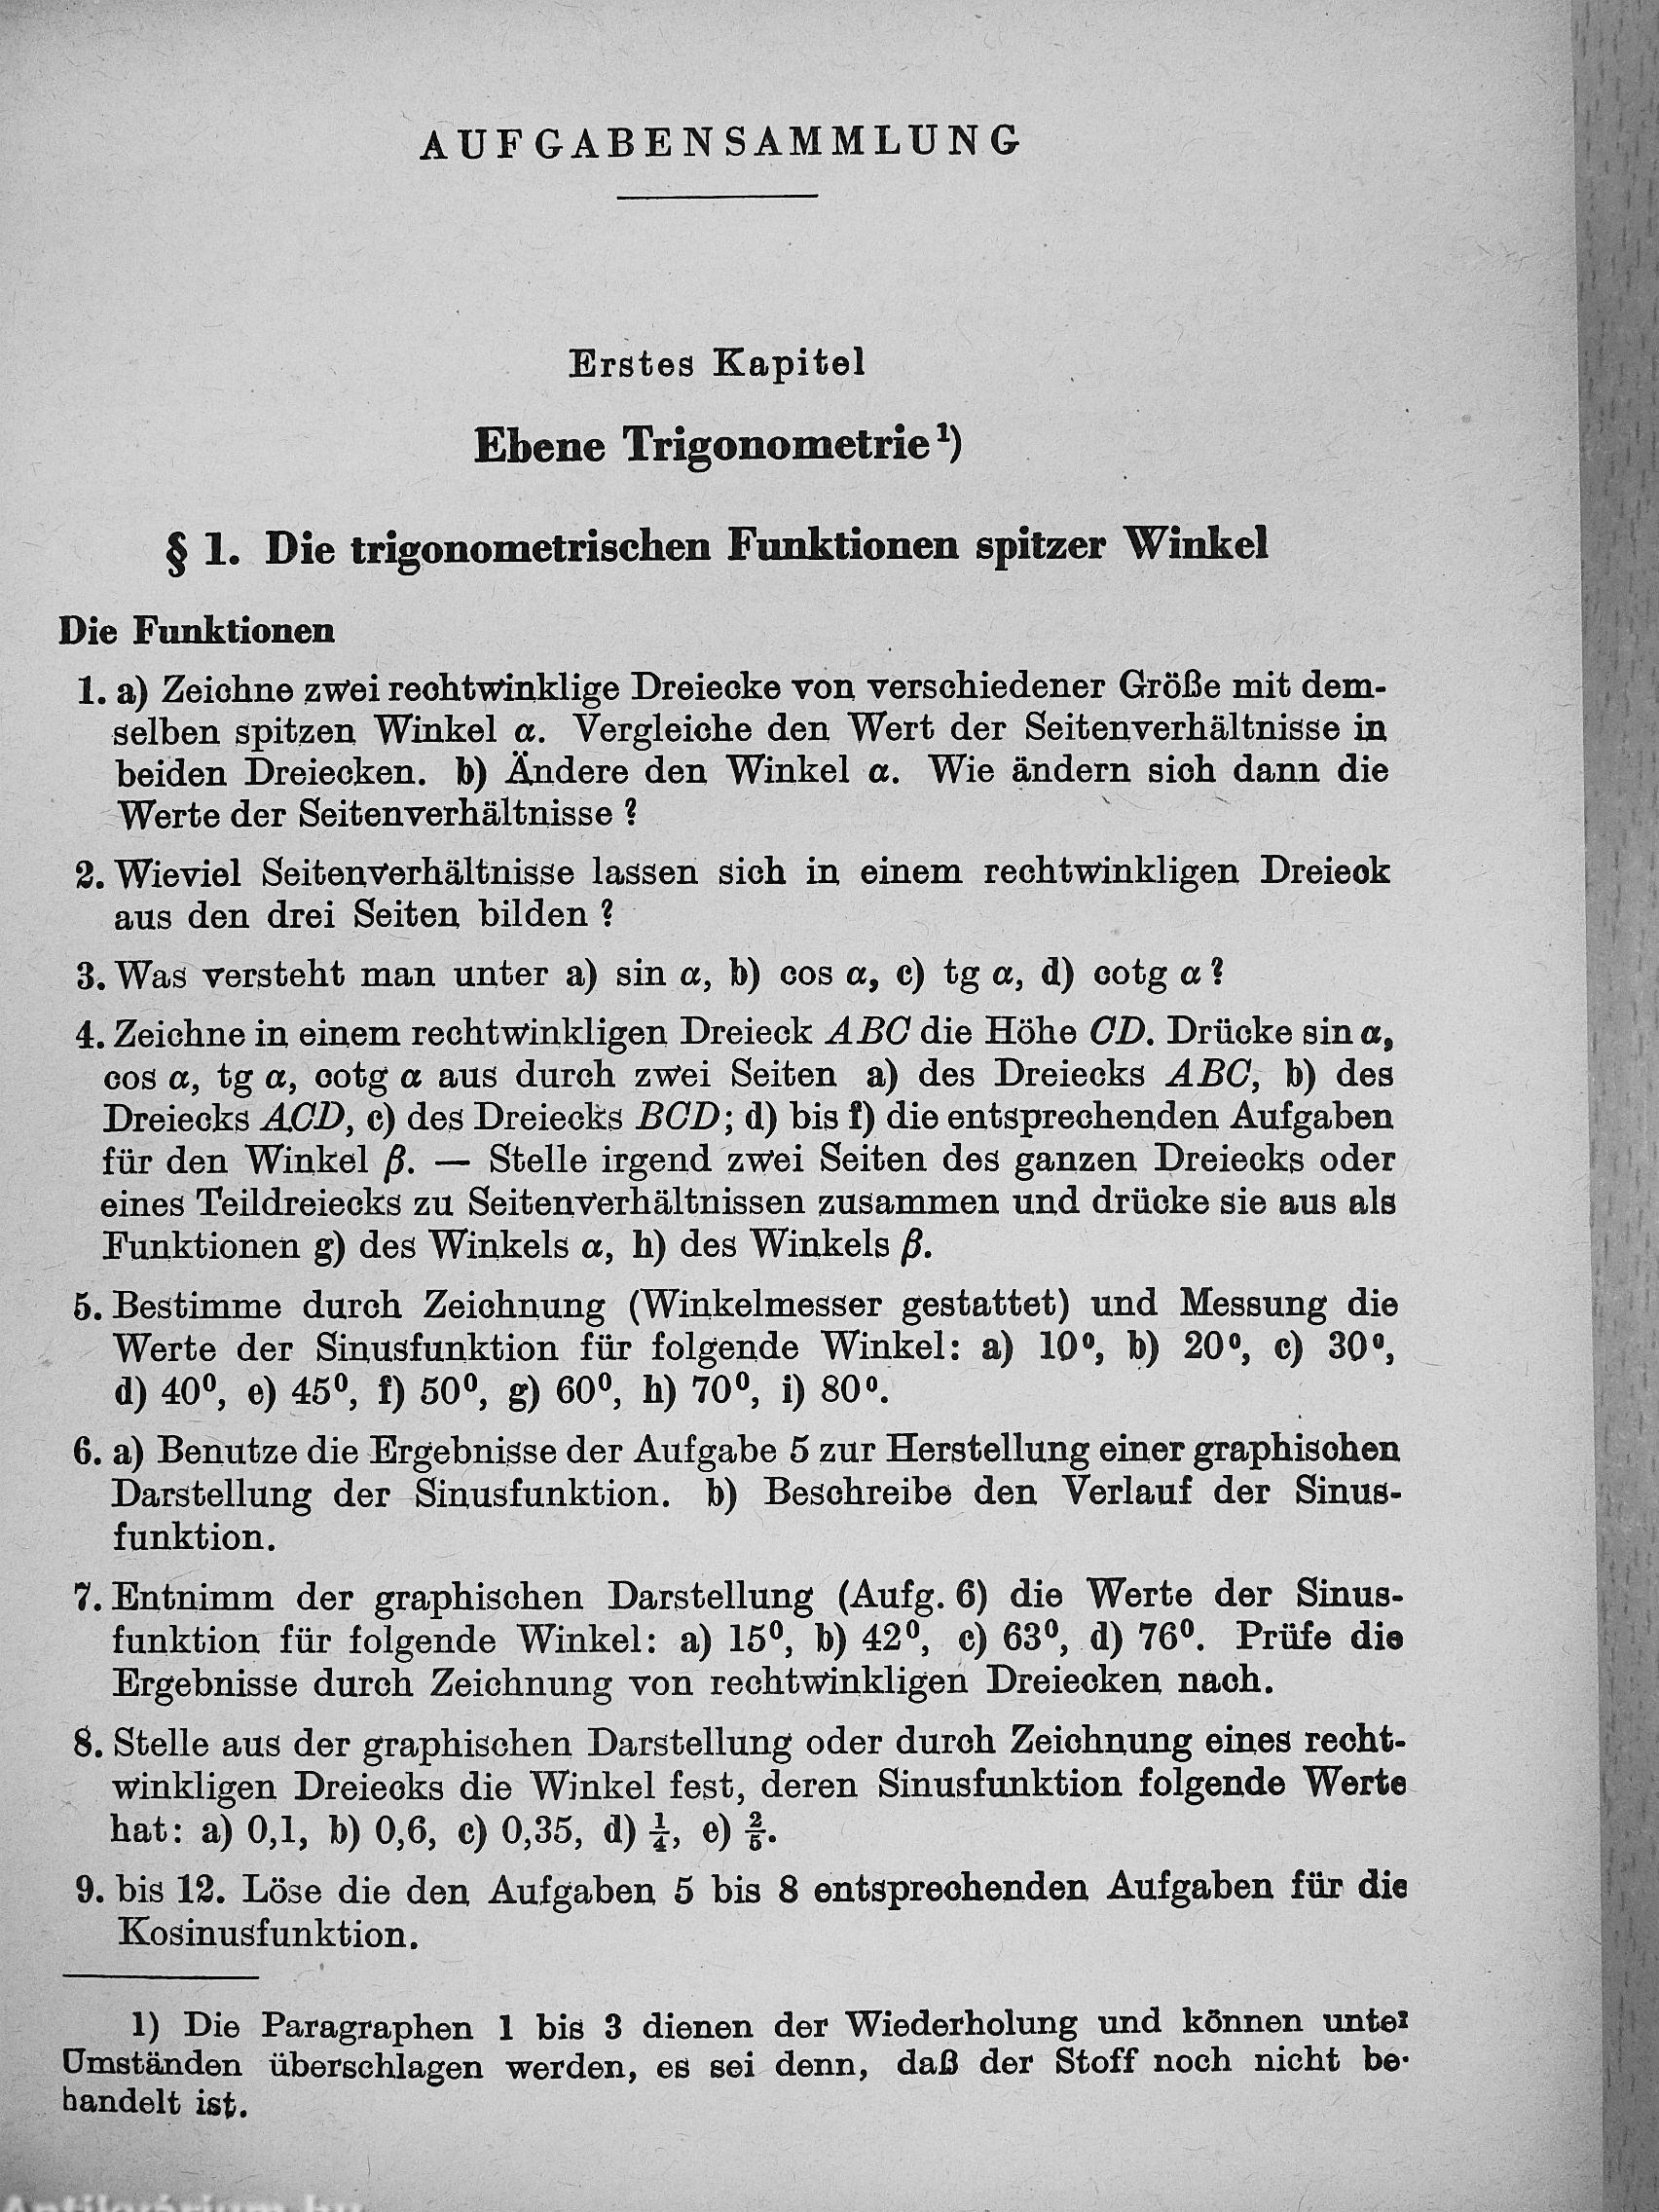 AUFGABENSAMMLUNG
Erstes Kapitel
Ebene Trigonometrie¹)
§ 1. Die trigonometrischen Funktionen spitzer Winkel
Die Funktionen
1. a) Zeichne zwei rechtwinklige Dreiecke von verschiedener Größe mit dem-
selben spitzen Winkel α. Vergleiche den Wert der Seitenverhältnisse in
beiden Dreiecken. b) Ändere den Winkel α. Wie ändern sich dann die
Werte der Seitenverhältnisse?
2. Wieviel Seitenverhältnisse lassen sich in einem rechtwinkligen Dreieck
aus den drei Seiten bilden?
3. Was versteht man unter a) sin α, b) cos α, c) tg α, d) cotg α?
4. Zeichne in einem rechtwinkligen Dreieck ABC die Höhe CD. Drücke sin α,
cos α, tg α, cotg α aus durch zwei Seiten a) des Dreiecks ABC, b) des
Dreiecks ACD, c) des Dreiecks BCD; d) bis f) die entsprechenden Aufgaben
für den Winkel β. — Stelle irgend zwei Seiten des ganzen Dreiecks oder
eines Teildreiecks zu Seitenverhältnissen zusammen und drücke sie aus als
Funktionen g) des Winkels α, h) des Winkels β.
5. Bestimme durch Zeichnung (Winkelmesser gestattet) und Messung die
Werte der Sinusfunktion für folgende Winkel: a) 10⁰, b) 20⁰, c) 30⁰,
d) 40⁰, e) 45⁰, f) 50⁰, g) 60⁰, h) 70⁰, i) 80⁰.
6. a) Benutze die Ergebnisse der Aufgabe 5 zur Herstellung einer graphischen
Darstellung der Sinusfunktion. b) Beschreibe den Verlauf der Sinus-
funktion.
7. Entnimm der graphischen Darstellung (Aufg. 6) die Werte der Sinus-
funktion für folgende Winkel: a) 15⁰, b) 42⁰, c) 63⁰, d) 76⁰. Prüfe die
Ergebnisse durch Zeichnung von rechtwinkligen Dreiecken nach.
8. Stelle aus der graphischen Darstellung oder durch Zeichnung eines recht-
winkligen Dreiecks die Winkel fest, deren Sinusfunktion folgende Werte
hat: a) 0,1, b) 0,6, c) 0,35, d) ¼, e) ⅖.
9. bis 12. Löse die den Aufgaben 5 bis 8 entsprechenden Aufgaben für die
Kosinusfunktion.
1) Die Paragraphen 1 bis 3 dienen der Wiederholung und können unter
Umständen überschlagen werden, es sei denn, daß der Stoff noch nicht be-
handelt ist.